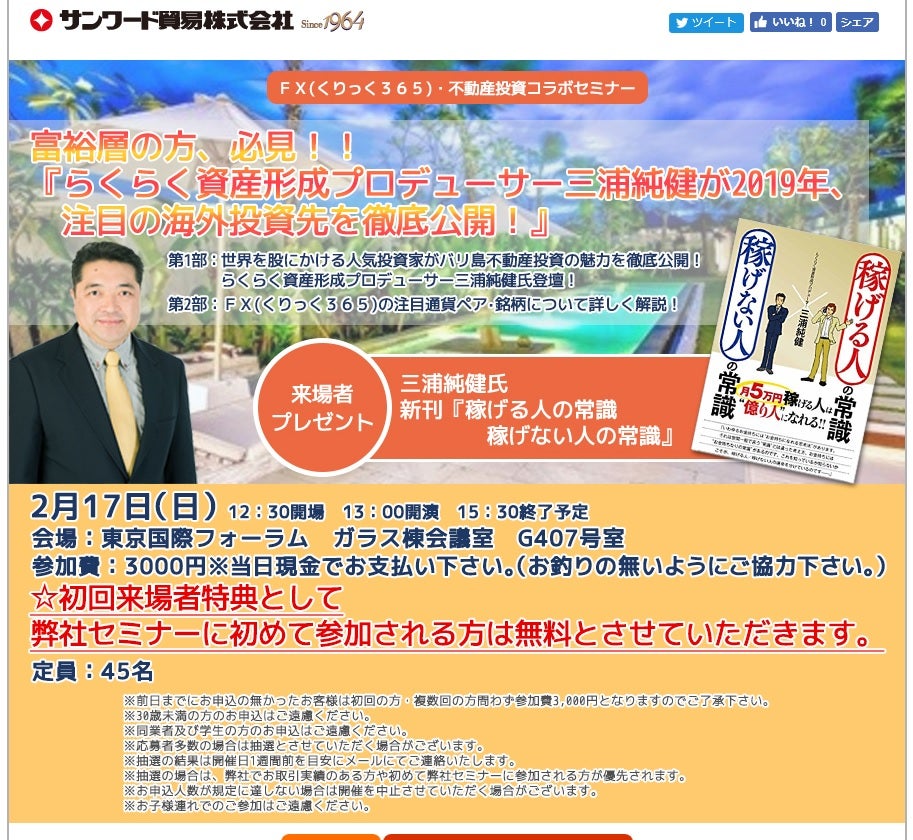 サンワード貿易株式会社 Since 1964
ツイート いいね！ 0 シェア
ＦＸ(くりっく３６５)・不動産投資コラボセミナー
富裕層の方、必見！！
『らくらく資産形成プロデューサー三浦純健が2019年、
注目の海外投資先を徹底公開！』
第1部：世界を股にかける人気投資家がバリ島不動産投資の魅力を徹底公開！
らくらく資産形成プロデューサー三浦純健氏登壇！
第2部：ＦＸ(くりっく３６５)の注目通貨ペア・銘柄について詳しく解説！
来場者
プレゼント
三浦純健氏
新刊『稼げる人の常識
稼げない人の常識』
稼げる人の常識
三浦純健
稼げない人の常識
月5万円稼げる人は
“億り人”になれる!!
2月17日(日) 12：30開場 13：00開演 15：30終了予定
会場：東京国際フォーラム ガラス棟会議室 G407号室
参加費：3000円※当日現金でお支払い下さい。（お釣りの無いようにご協力下さい。）
☆初回来場者特典として
弊社セミナーに初めて参加される方は無料とさせていただきます。
定員：45名
※前日までにお申込の無かったお客様は初回の方・複数回の方問わず参加費3,000円となりますのでご了承下さい。
※30歳未満の方のお申込はご遠慮ください。
※同業者及び学生の方のお申込はご遠慮ください。
※応募者多数の場合は抽選とさせていただく場合がございます。
※抽選の結果は開催日1週間前を目安にメールにてご連絡いたします。
※抽選の場合は、弊社でお取引実績のある方や初めて弊社セミナーに参加される方が優先されます。
※お申込人数が規定に達しない場合は開催を中止させていただく場合がございます。
※お子様連れでのご参加はご遠慮ください。